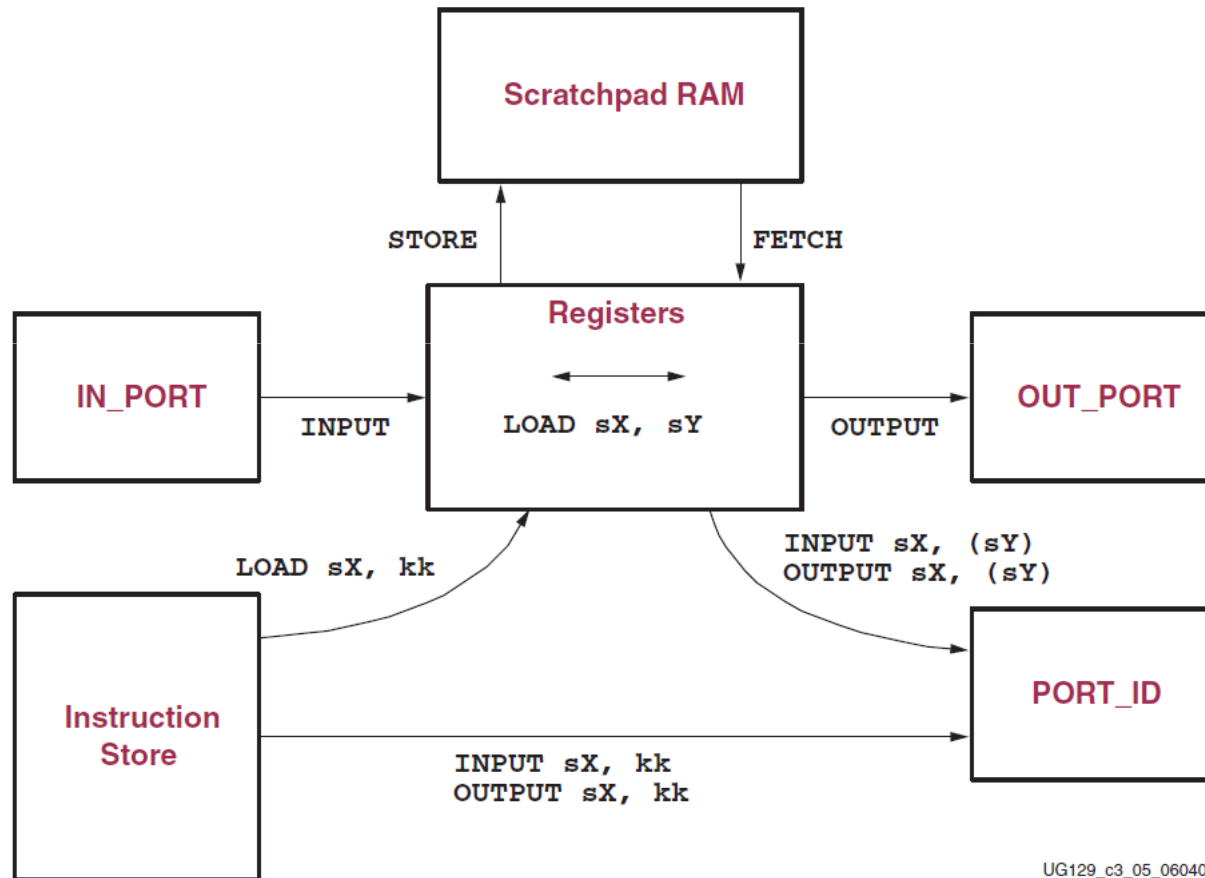 Scratchpad RAM
STORE
FETCH
Registers
IN_PORT
INPUT
LOAD sX, sY
OUTPUT
OUT_PORT
LOAD sX, kk
INPUT sX, (sY)
OUTPUT sX, (sY)
Instruction
Store
PORT_ID
INPUT sX, kk
OUTPUT sX, kk
UG129_c3_05_06040